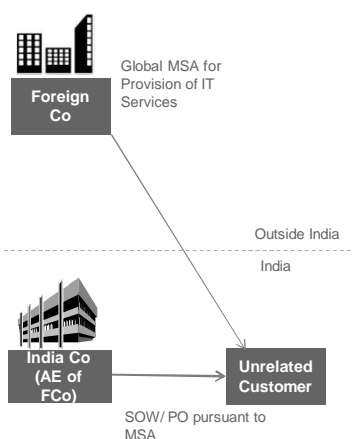 Global MSA for
Provision of IT
Services
Foreign
Co
Outside India
India
India Co
(AE of
FCo)
Unrelated
Customer
SOW/ PO pursuant to
MSA